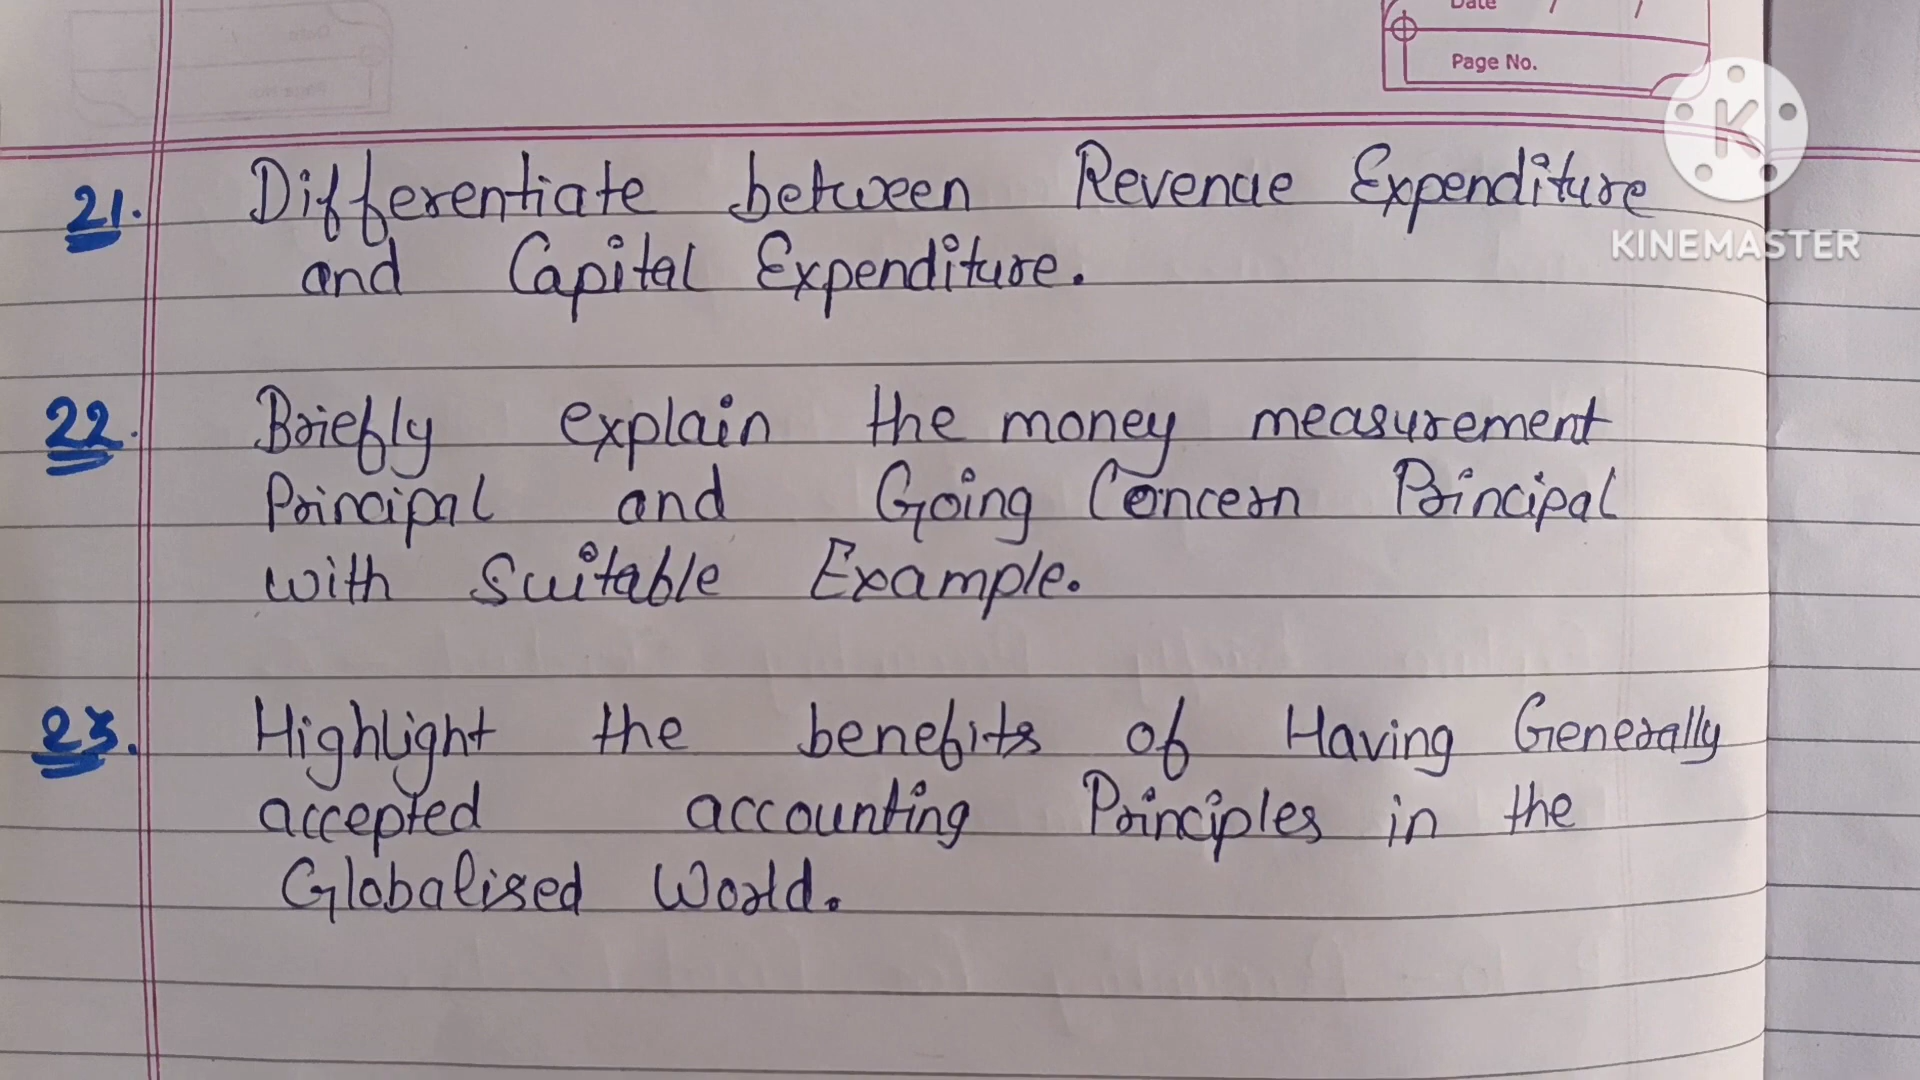 Date / /
Page No.
K
KINEMASTER
21. Differentiate between Revenue Expenditure
and Capital Expenditure.
22. Briefly explain the money measurement
Principal and Going Concern Principal
with Suitable Example.
23. Highlight the benefits of Having Generally
accepted accounting Principles in the
Globalised World.